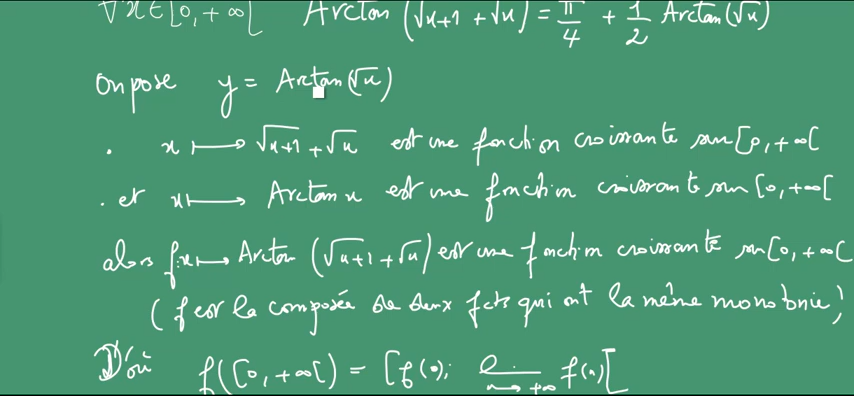 ∀x∈[0,+∞[ Arctan (√x+1 + √x) = π/4 + 1/2 Arctan(√x)
On pose y = Arctan(√x)
. x ↦ √x+1 + √x est une fonction croissante sur [0,+∞[
. et x ↦ Arctan x est une fonction croissante sur [0,+∞[
alors f:x ↦ Arctan (√x+1 + √x) est une fonction croissante sur [0,+∞[
(f est la composée de deux fcts qui ont la même monotonie)
D'où f([0,+∞[) = [f(0); lim x→+∞ f(x)[